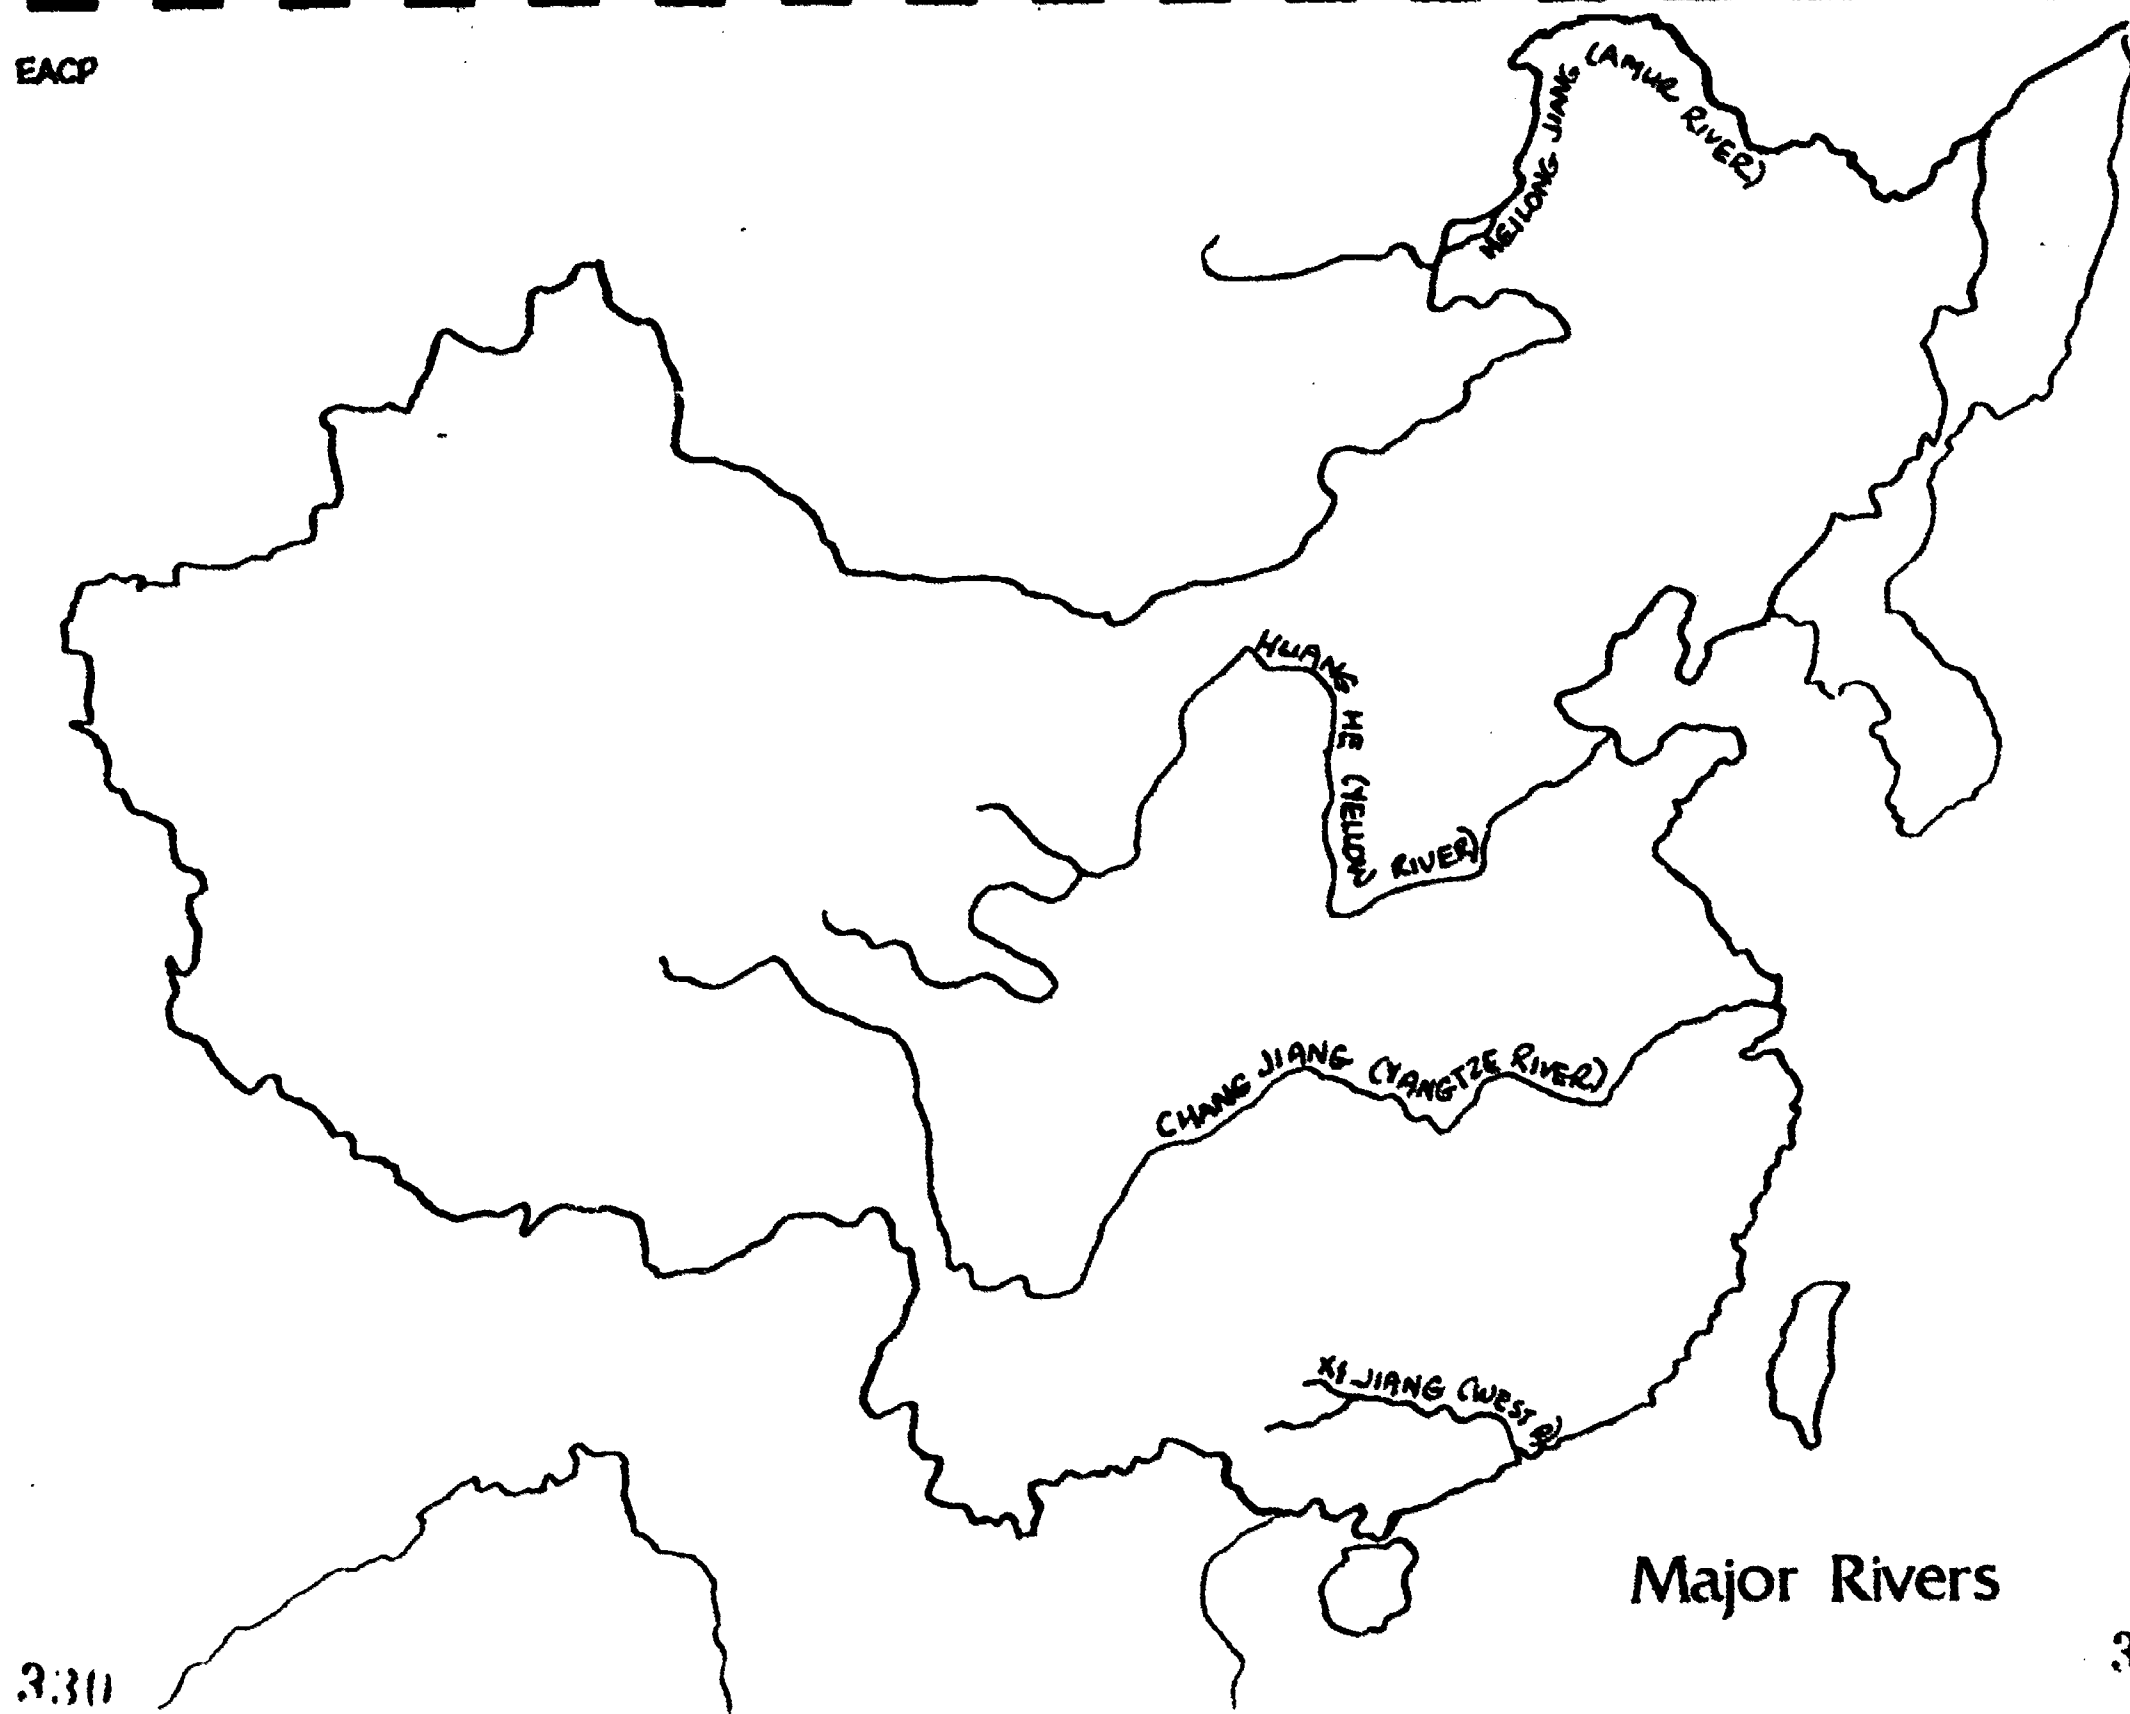 EACP
HEILONG JIANG (AMUR RIVER)
HUANG HE (YELLOW RIVER)
CHANG JIANG (YANGTZE RIVER)
XI JIANG (WEST R)
Major Rivers
3